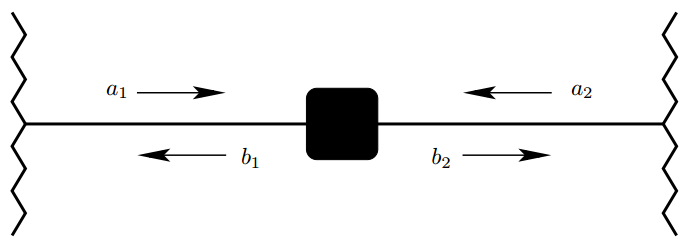 a₁ a₂
b₁ b₂